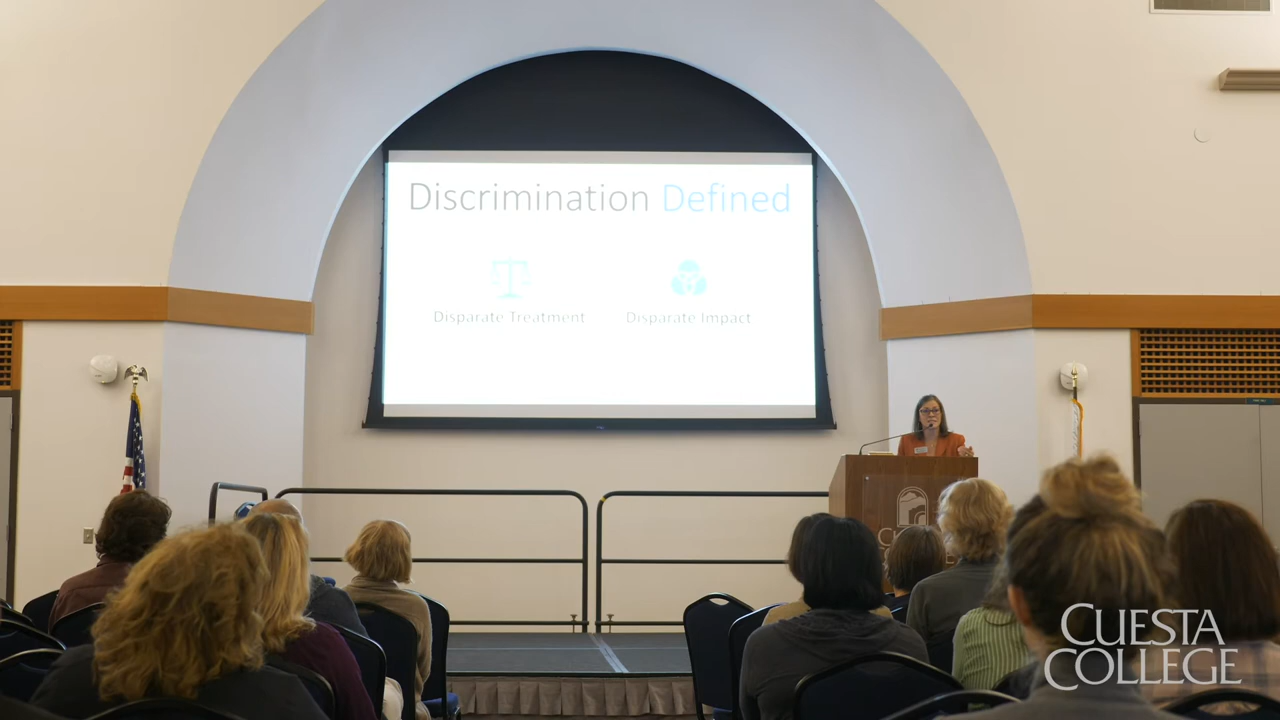 Discrimination Defined
Disparate Treatment
Disparate Impact
CUESTA
COLLEGE